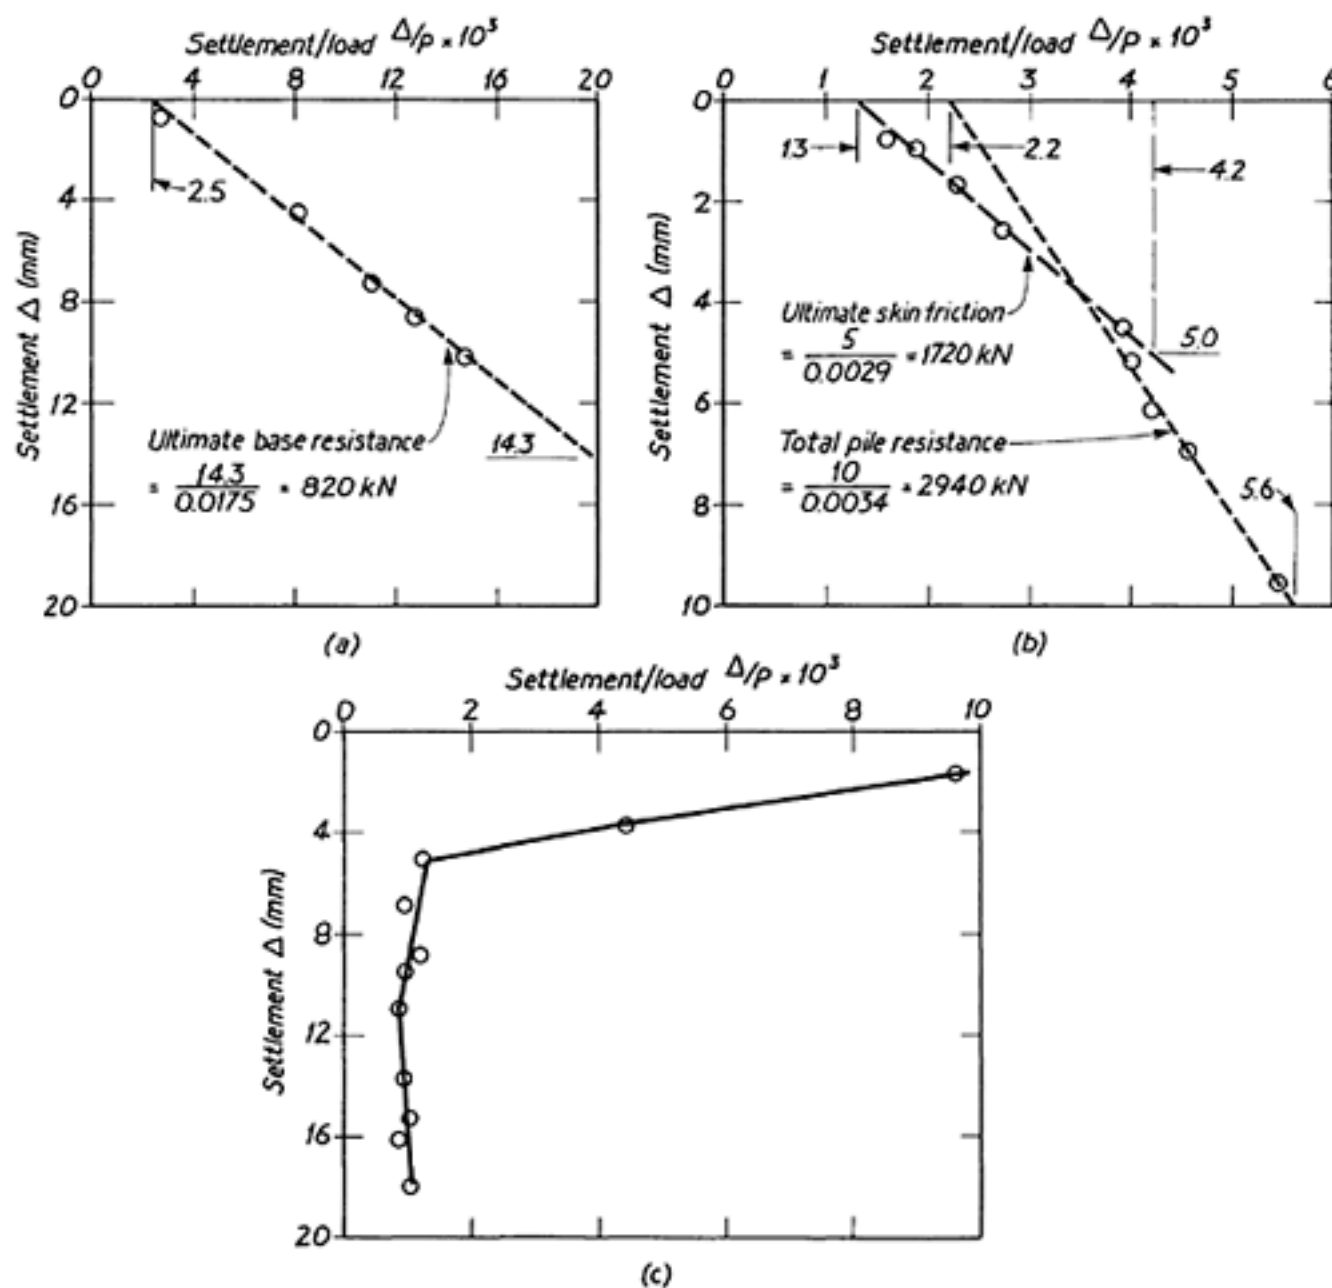 Settlement/load Δ/p × 10³
0 4 8 12 16 20
0
4
8
12
16
20
Settlement Δ (mm)
2.5
Ultimate base resistance
= 14.3 / 0.0175 = 820 kN
14.3
(a)
Settlement/load Δ/p × 10³
0 1 2 3 4 5 6
0
2
4
6
8
10
Settlement Δ (mm)
13
2.2
4.2
Ultimate skin friction
= 5 / 0.0029 = 1720 kN
5.0
Total pile resistance
= 10 / 0.0034 = 2940 kN
5.6
(b)
Settlement/load Δ/p × 10³
0 2 4 6 8 10
0
4
8
12
16
20
Settlement Δ (mm)
(c)